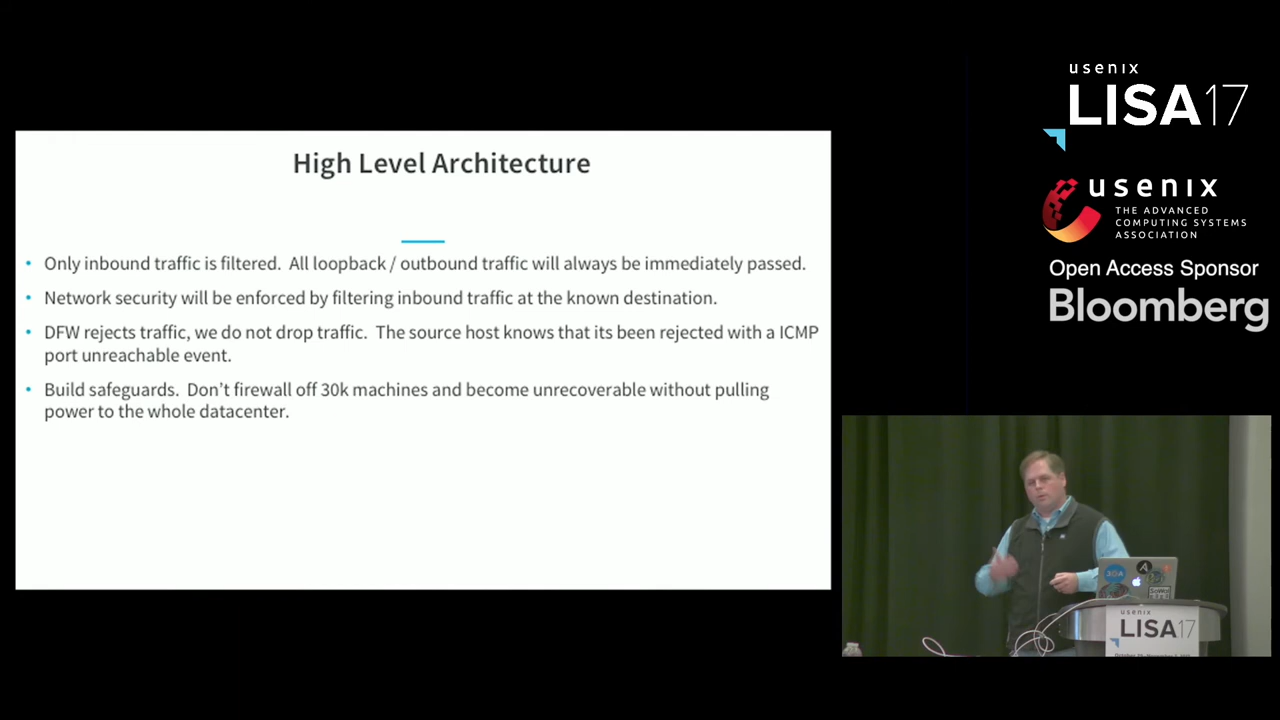 High Level Architecture
Only inbound traffic is filtered. All loopback / outbound traffic will always be immediately passed.
Network security will be enforced by filtering inbound traffic at the known destination.
DFW rejects traffic, we do not drop traffic. The source host knows that its been rejected with a ICMP
port unreachable event.
Build safeguards. Don't firewall off 30k machines and become unrecoverable without pulling
power to the whole datacenter.
usenix
LISA17
usenix
THE ADVANCED
COMPUTING SYSTEMS
ASSOCIATION
Open Access Sponsor
Bloomberg
usenix
LISA17